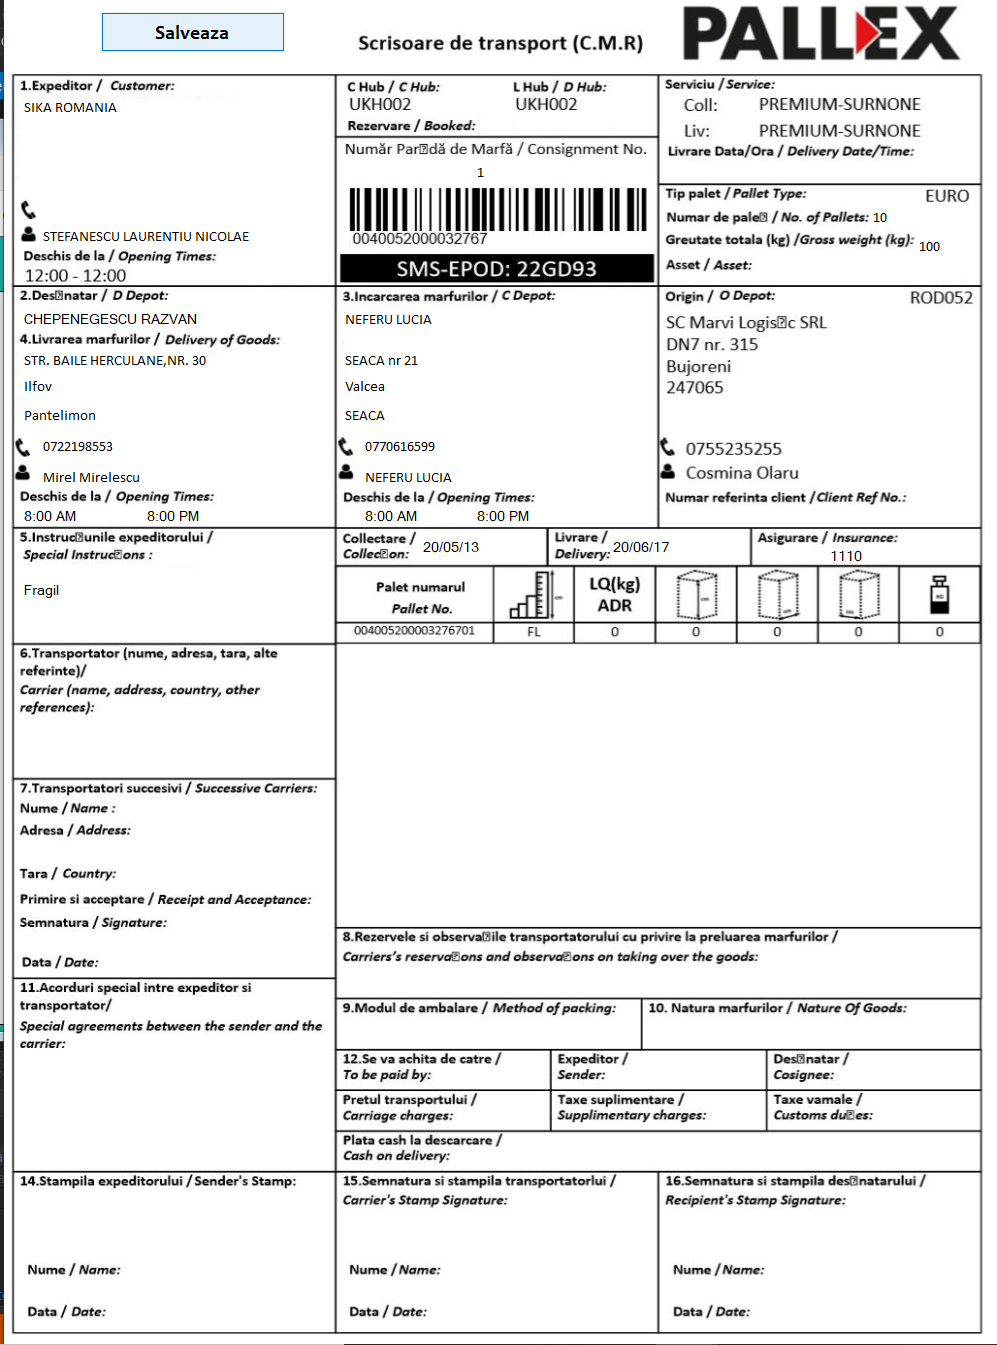 Salveaza
Scrisoare de transport (C.M.R)
PALLEX
1.Expeditor / Customer:
SIKA ROMANIA
STEFANESCU LAURENTIU NICOLAE
Deschis de la / Opening Times:
12:00 - 12:00
C Hub / C Hub: L Hub / D Hub:
UKH002 UKH002
Rezervare / Booked:
Număr Par⍰dă de Marfă / Consignment No.
1
0040052000032767
SMS-EPOD: 22GD93
Serviciu / Service:
Coll: PREMIUM-SURNONE
Liv: PREMIUM-SURNONE
Livrare Data/Ora / Delivery Date/Time:
Tip palet / Pallet Type: EURO
Numar de pale⍰ / No. of Pallets: 10
Greutate totala (kg) /Gross weight (kg): 100
Asset / Asset:
2.Des⍰natar / D Depot:
CHEPENEGESCU RAZVAN
4.Livrarea marfurilor / Delivery of Goods:
STR. BAILE HERCULANE,NR. 30
Ilfov
Pantelimon
0722198553
Mirel Mirelescu
Deschis de la / Opening Times:
8:00 AM 8:00 PM
3.Incarcarea marfurilor / C Depot:
NEFERU LUCIA
SEACA nr 21
Valcea
SEACA
0770616599
NEFERU LUCIA
Deschis de la / Opening Times:
8:00 AM 8:00 PM
Origin / O Depot: ROD052
SC Marvi Logis⍰c SRL
DN7 nr. 315
Bujoreni
247065
0755235255
Cosmina Olaru
Numar referinta client /Client Ref No.:
5.Instruc⍰unile expeditorului /
Special Instruc⍰ons :
Fragil
Collectare /
Collec⍰on: 20/05/13
Livrare /
Delivery: 20/06/17
Asigurare / Insurance:
1110
Palet numarul
Pallet No.
LQ(kg)
ADR
004005200003276701 FL 0 0 0 0 0
6.Transportator (nume, adresa, tara, alte
referinte)/
Carrier (name, address, country, other
references):
7.Transportatori succesivi / Successive Carriers:
Nume / Name :
Adresa / Address:
Tara / Country:
Primire si acceptare / Receipt and Acceptance:
Semnatura / Signature:
Data / Date:
8.Rezervele si observa⍰ile transportatorului cu privire la preluarea marfurilor /
Carriers's reserva⍰ons and observa⍰ons on taking over the goods:
11.Acorduri special intre expeditor si
transportator/
Special agreements between the sender and the
carrier:
9.Modul de ambalare / Method of packing:
10. Natura marfurilor / Nature Of Goods:
12.Se va achita de catre /
To be paid by:
Expeditor /
Sender:
Des⍰natar /
Cosignee:
Pretul transportului /
Carriage charges:
Taxe suplimentare /
Supplimentary charges:
Taxe vamale /
Customs du⍰es:
Plata cash la descarcare /
Cash on delivery:
14.Stampila expeditorului / Sender's Stamp:
Nume / Name:
Data / Date:
15.Semnatura si stampila transportatorlui /
Carrier's Stamp Signature:
Nume / Name:
Data / Date:
16.Semnatura si stampila des⍰natarului /
Recipient's Stamp Signature:
Nume / Name:
Data / Date: